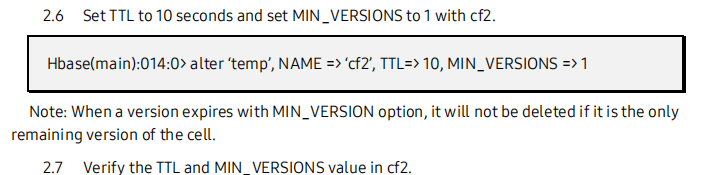 2.6 Set TTL to 10 seconds and set MIN_VERSIONS to 1 with cf2.
Hbase(main):014:0> alter ‘temp’, NAME => ‘cf2’, TTL=> 10, MIN_VERSIONS => 1
Note: When a version expires with MIN_VERSION option, it will not be deleted if it is the only
remaining version of the cell.
2.7 Verify the TTL and MIN_VERSIONS value in cf2.